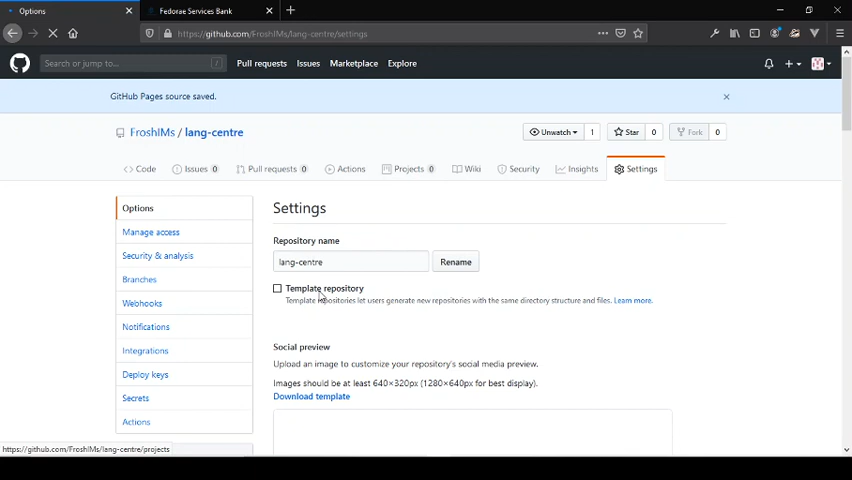 Options
Fedorae Services Bank
https://github.com/FroshIMs/lang-centre/settings
Search or jump to...
/
Pull requests
Issues
Marketplace
Explore
GitHub Pages source saved.
FroshIMs / lang-centre
Unwatch 1
Star 0
Fork 0
Code
Issues 0
Pull requests 0
Actions
Projects 0
Wiki
Security
Insights
Settings
Options
Manage access
Security & analysis
Branches
Webhooks
Notifications
Integrations
Deploy keys
Secrets
Actions
Settings
Repository name
lang-centre
Rename
Template repository
Template repositories let users generate new repositories with the same directory structure and files. Learn more.
Social preview
Upload an image to customize your repository's social media preview.
Images should be at least 640×320px (1280×640px for best display).
Download template
https://github.com/FroshIMs/lang-centre/projects